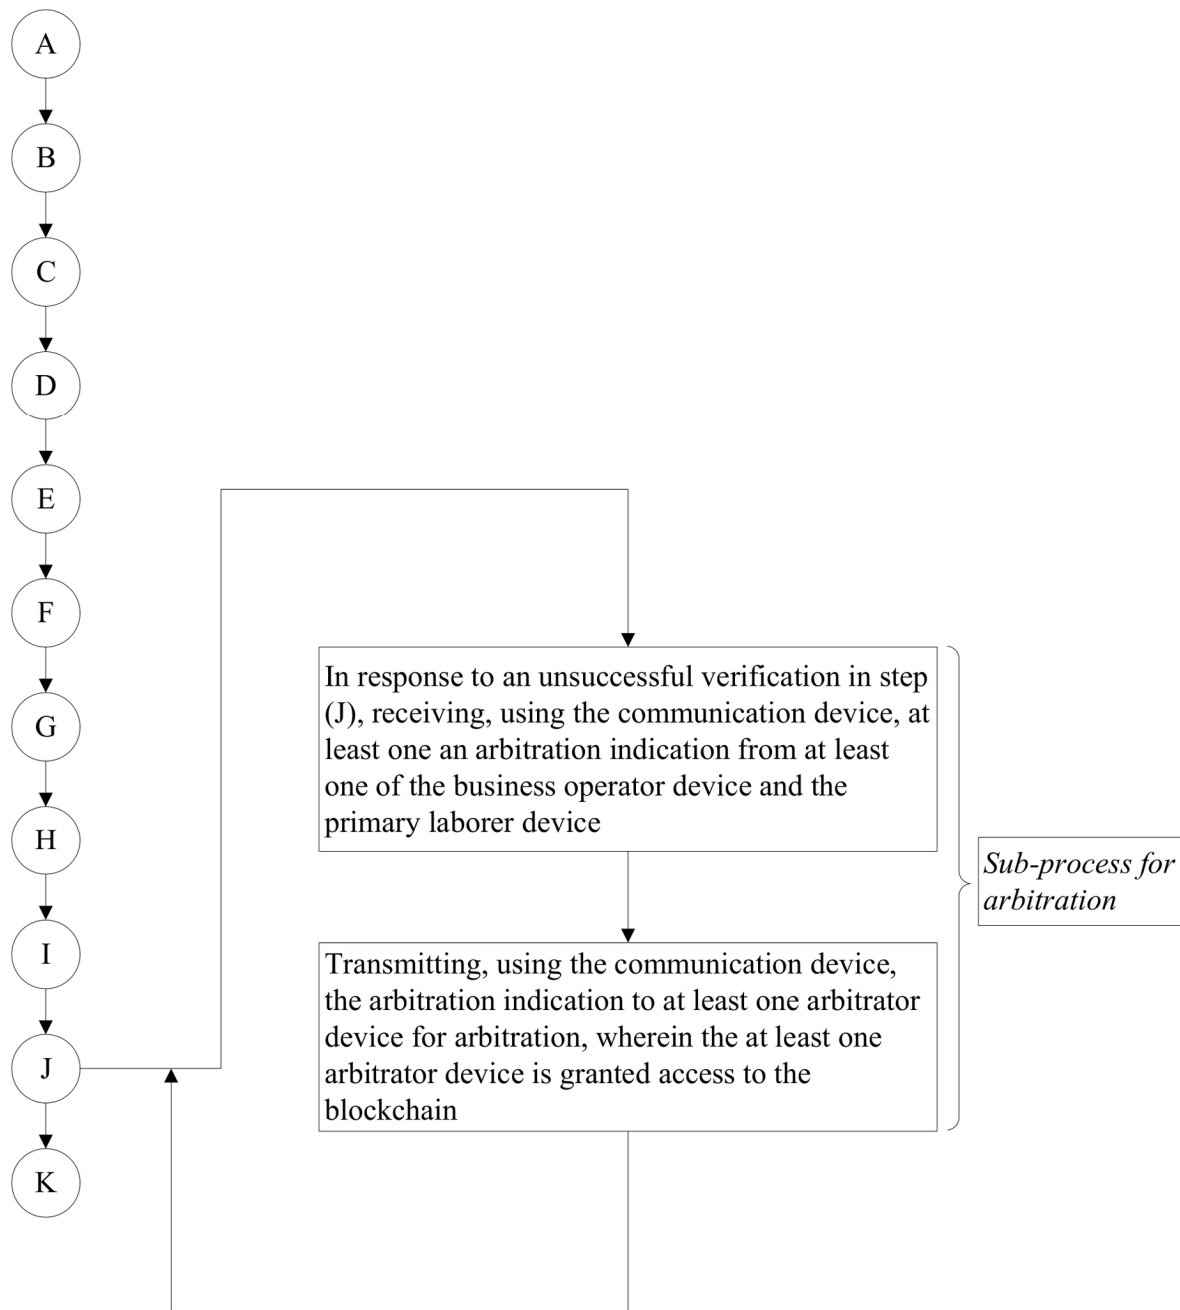 A
B
C
D
E
F
G
H
I
J
K
In response to an unsuccessful verification in step
(J), receiving, using the communication device, at
least one an arbitration indication from at least
one of the business operator device and the
primary laborer device
Sub-process for
arbitration
Transmitting, using the communication device,
the arbitration indication to at least one arbitrator
device for arbitration, wherein the at least one
arbitrator device is granted access to the
blockchain